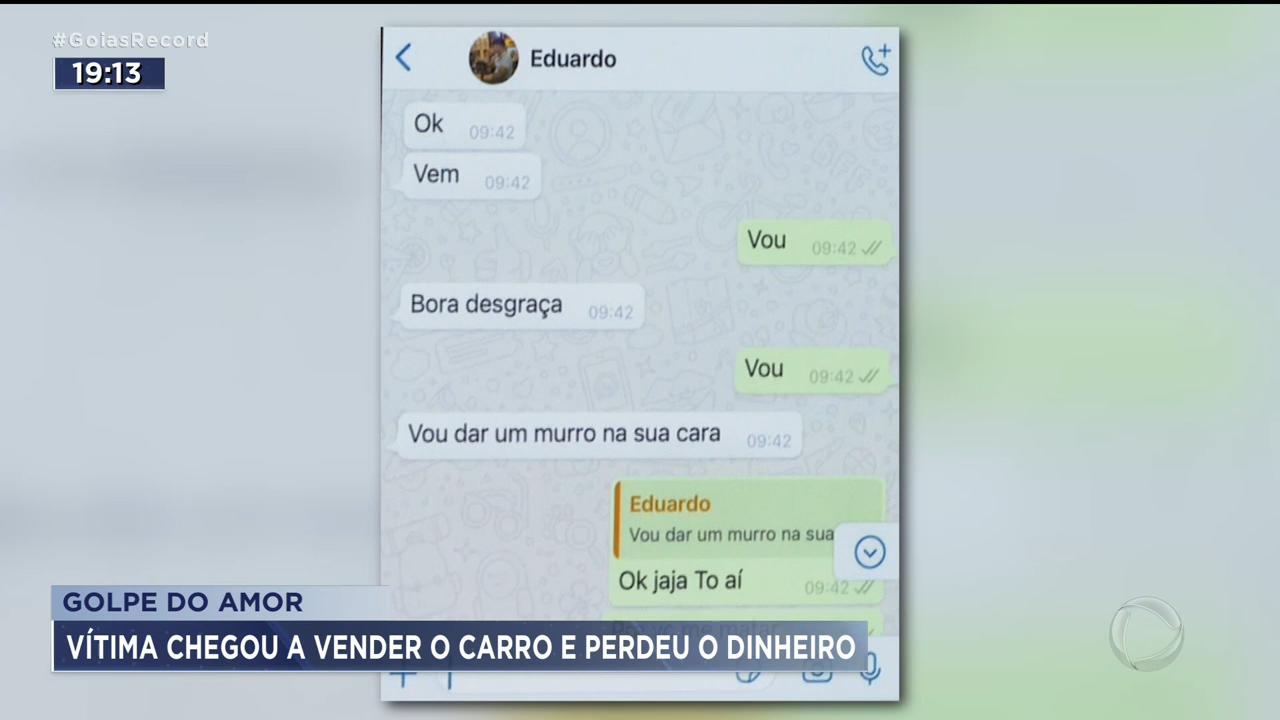 #GoiasRecord
19:13
Eduardo
Ok 09:42
Vem 09:42
Vou 09:42
Bora desgraça 09:42
Vou 09:42
Vou dar um murro na sua cara 09:42
Eduardo
Vou dar um murro na sua
Ok jaja To aí 09:42
me matar
GOLPE DO AMOR
VÍTIMA CHEGOU A VENDER O CARRO E PERDEU O DINHEIRO